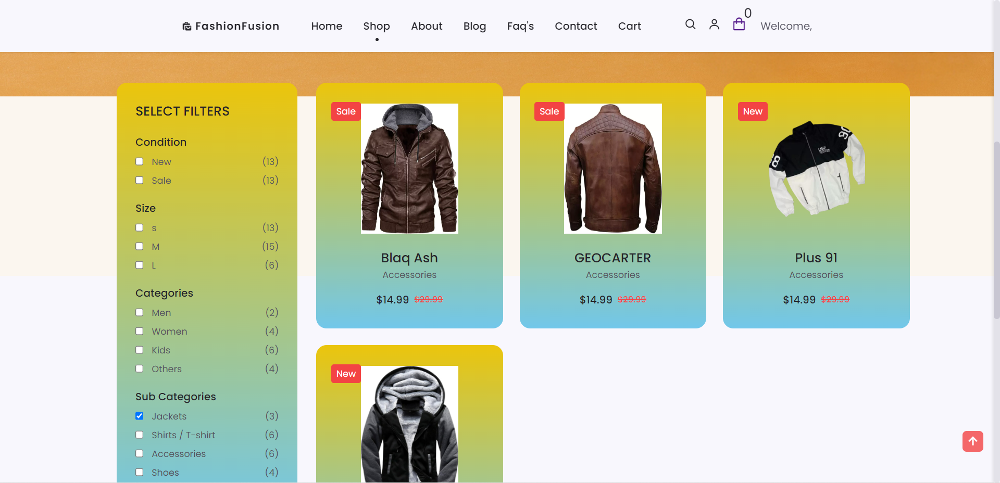 FashionFusion Home Shop About Blog Faq's Contact Cart 0 Welcome,
SELECT FILTERS
Condition
New (13)
Sale (13)
Size
s (13)
M (15)
L (6)
Categories
Men (2)
Women (4)
Kids (6)
Others (4)
Sub Categories
Jackets (3)
Shirts / T-shirt (6)
Accessories (6)
Shoes (4)
Sale
Blaq Ash
Accessories
$14.99 $29.99
Sale
GEOCARTER
Accessories
$14.99 $29.99
New
90
98
USP
Plus 91
Accessories
$14.99 $29.99
New